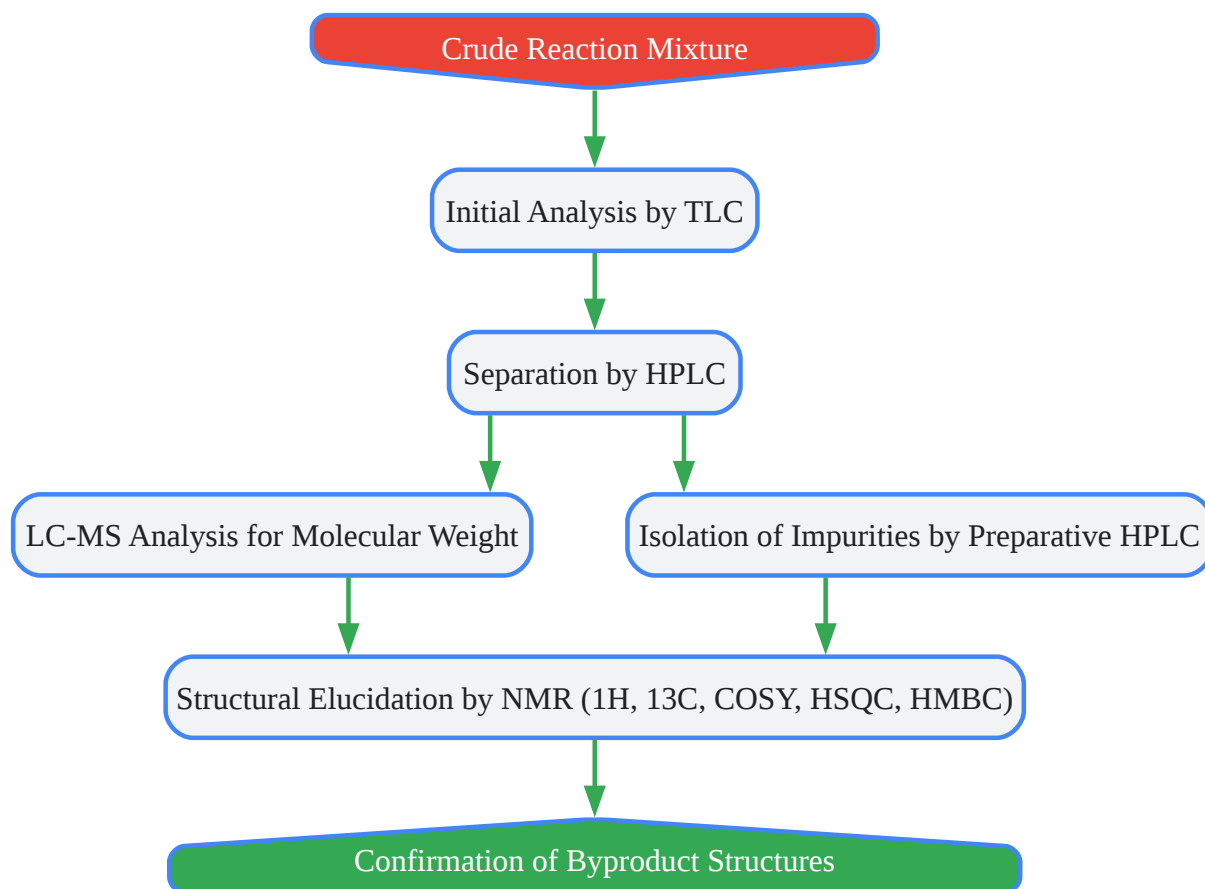 Crude Reaction Mixture
Initial Analysis by TLC
Separation by HPLC
LC-MS Analysis for Molecular Weight
Isolation of Impurities by Preparative HPLC
Structural Elucidation by NMR (1H, 13C, COSY, HSQC, HMBC)
Confirmation of Byproduct Structures